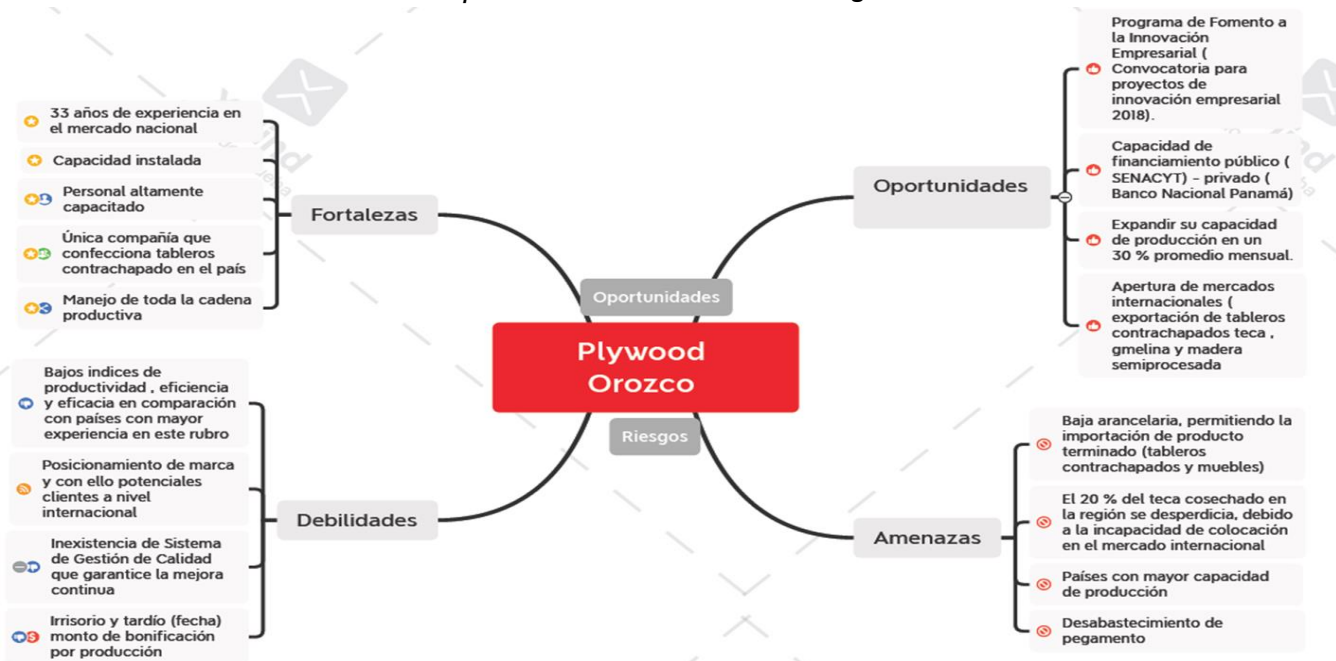 33 años de experiencia en
el mercado nacional
Capacidad instalada
Personal altamente
capacitado
Única compañía que
confecciona tableros
contrachapado en el país
Manejo de toda la cadena
productiva
Fortalezas
Bajos indices de
productividad , eficiencia
y eficacia en comparación
con países con mayor
experiencia en este rubro
Posicionamiento de marca
y con ello potenciales
clientes a nivel
internacional
Inexistencia de Sistema
de Gestión de Calidad
que garantice la mejora
continua
Irrisorio y tardío (fecha)
monto de bonificación
por producción
Debilidades
Oportunidades
Plywood
Orozco
Riesgos
Oportunidades
Programa de Fomento a
la Innovación
Empresarial (
Convocatoria para
proyectos de
innovación empresarial
2018).
Capacidad de
financiamiento público (
SENACYT) - privado (
Banco Nacional Panamá)
Expandir su capacidad
de producción en un
30 % promedio mensual.
Apertura de mercados
internacionales (
exportación de tableros
contrachapados teca ,
gmelina y madera
semiprocesada
Amenazas
Baja arancelaria, permitiendo la
importación de producto
terminado (tableros
contrachapados y muebles)
El 20 % del teca cosechado en
la región se desperdicia, debido
a la incapacidad de colocación
en el mercado internacional
Países con mayor capacidad
de producción
Desabastecimiento de
pegamento